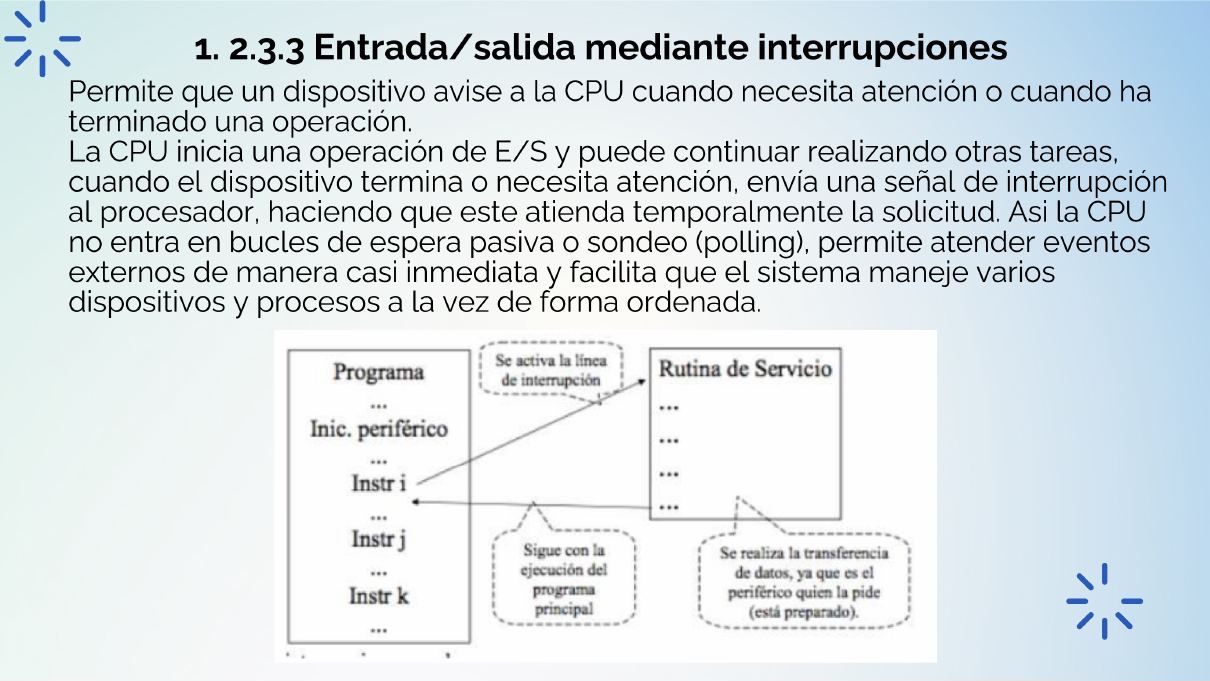 1. 2.3.3 Entrada/salida mediante interrupciones
Permite que un dispositivo avise a la CPU cuando necesita atención o cuando ha
terminado una operación.
La CPU inicia una operación de E/S y puede continuar realizando otras tareas,
cuando el dispositivo termina o necesita atención, envía una señal de interrupción
al procesador, haciendo que este atienda temporalmente la solicitud. Asi la CPU
no entra en bucles de espera pasiva o sondeo (polling), permite atender eventos
externos de manera casi inmediata y facilita que el sistema maneje varios
dispositivos y procesos a la vez de forma ordenada.
Programa
...
Inic. periférico
...
Instr i
...
Instr j
...
Instr k
...
Se activa la línea
de interrupción
Rutina de Servicio
...
...
...
...
Sigue con la
ejecución del
programa
principal
Se realiza la transferencia
de datos, ya que es el
periférico quien la pide
(está preparado).